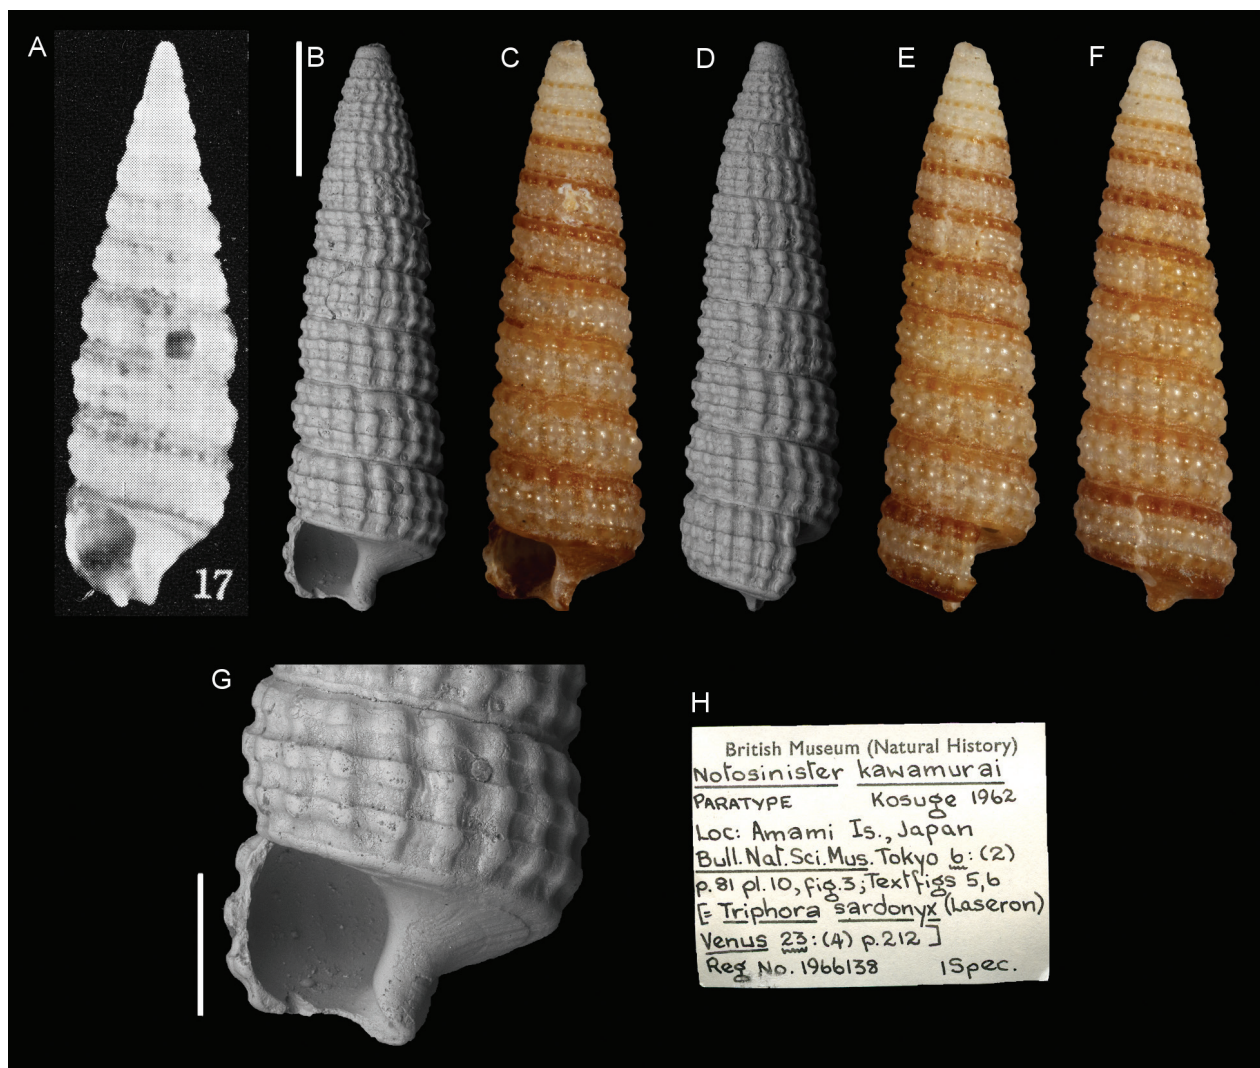 A
B
C
D
E
F
17
G
H
British Museum (Natural History)
Notosinister kawamurai
PARATYPE Kosuge 1962
Loc: Amami Is., Japan
Bull. Nat. Sci. Mus. Tokyo 6: (2)
p.81 pl.10, fig.3; Textfigs 5,6
[= Triphora sardonyx (Laseron)
Venus 23: (4) p.212]
Reg No. 1966138 1 Spec.